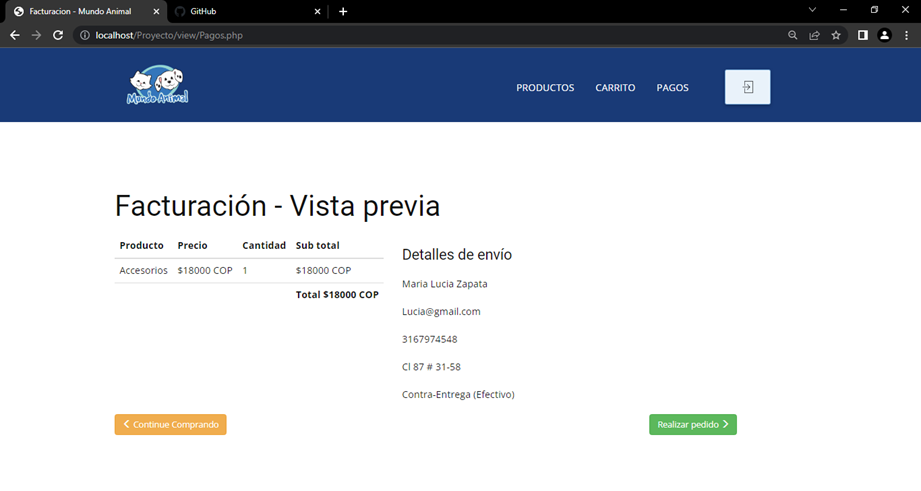 Facturacion - Mundo Animal
GitHub
localhost/Proyecto/view/Pagos.php
Mundo Animal
PRODUCTOS CARRITO PAGOS
Facturación - Vista previa
Producto Precio Cantidad Sub total
Accesorios $18000 COP 1 $18000 COP
Total $18000 COP
Detalles de envío
Maria Lucia Zapata
Lucia@gmail.com
3167974548
Cl 87 # 31-58
Contra-Entrega (Efectivo)
Continue Comprando
Realizar pedido